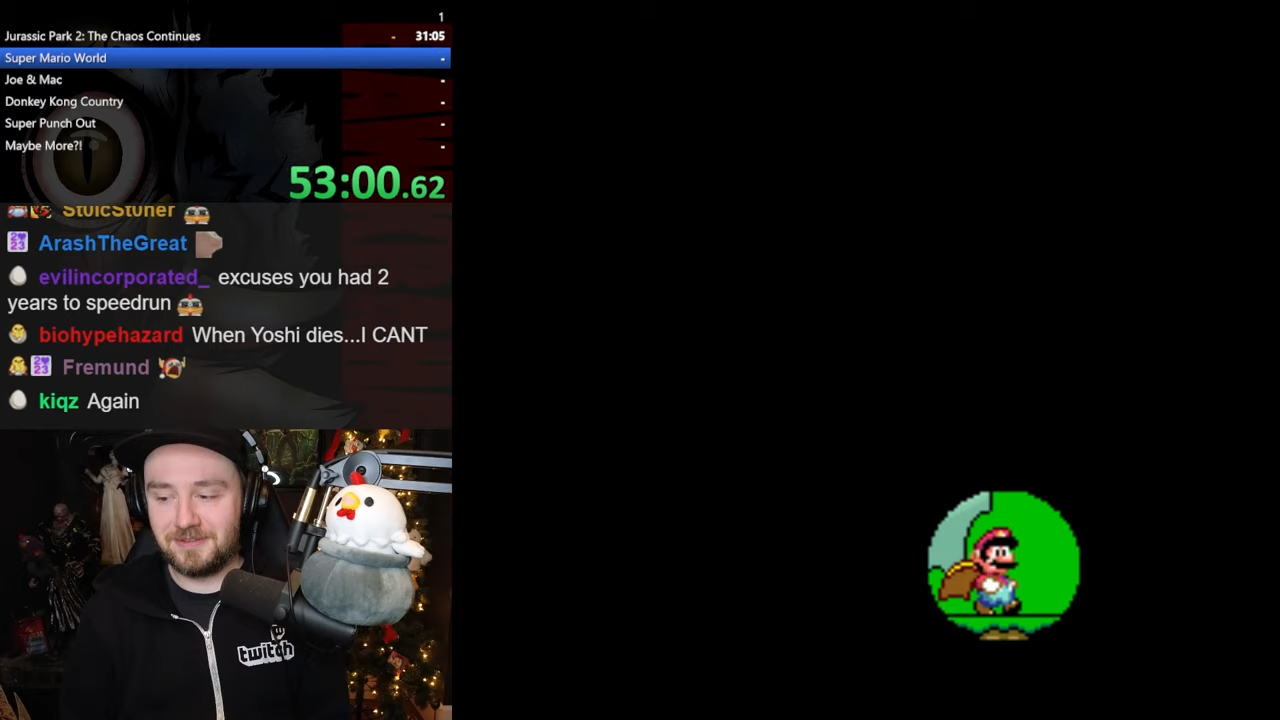 1
Jurassic Park 2: The Chaos Continues - 31:05
Super Mario World -
Joe & Mac -
Donkey Kong Country -
Super Punch Out -
Maybe More?! -
53:00.62
St0icSt0ner
ArashTheGreat
evilincorporated_ excuses you had 2
years to speedrun
biohypehazard When Yoshi dies...I CANT
Fremund
kiqz Again
twitch